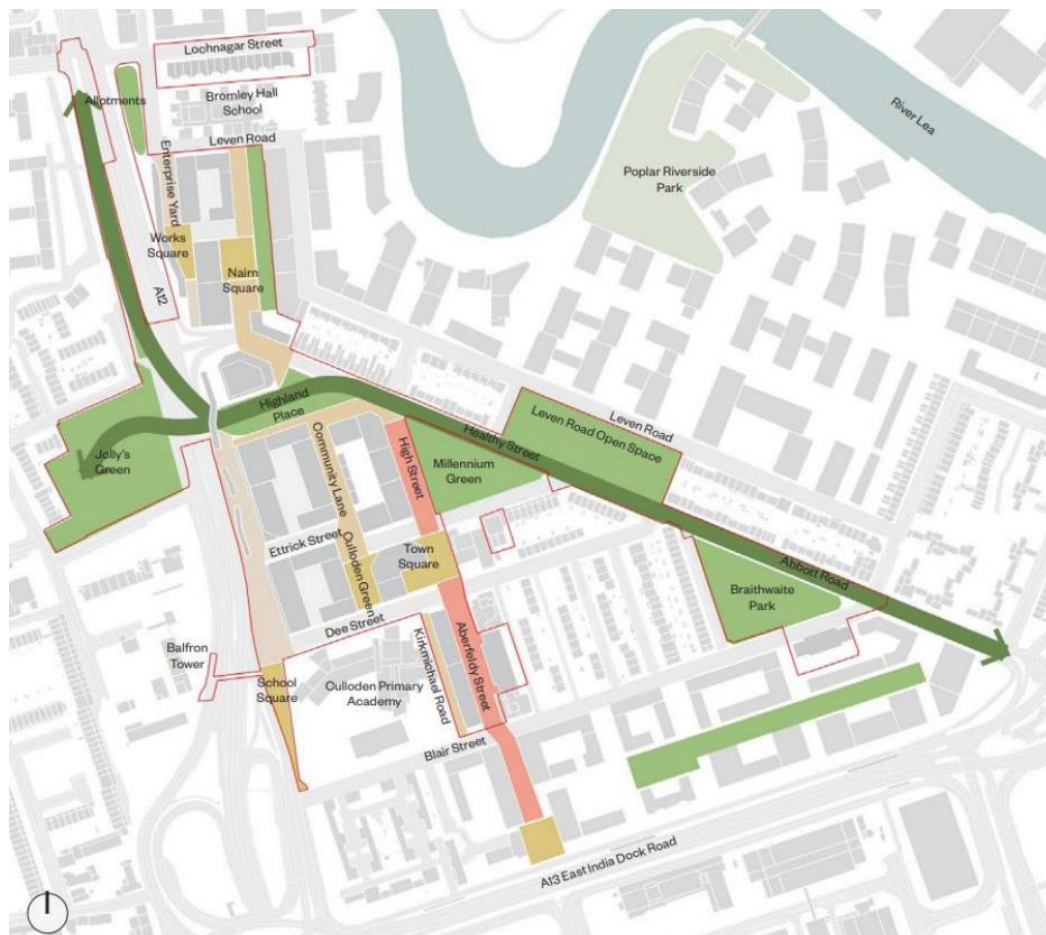 Lochnagar Street
Allotments
Bromley Hall
School
Leven Road
River Lea
Enterprise Yard
Poplar Riverside
Park
Works
Square
Nairn
Square
A12
Highland
Place
Leven Road
Leven Road Open Space
Healthy Street
Jolly's
Green
Community Lane
High Street
Millennium
Green
Ettrick Street
Culloden Green
Town
Square
Abbott Road
Braithwaite
Park
Dee Street
Balfron
Tower
School
Square
Culloden Primary
Academy
Kirkmichael Road
Aberfeldy Street
Blair Street
A13 East India Dock Road